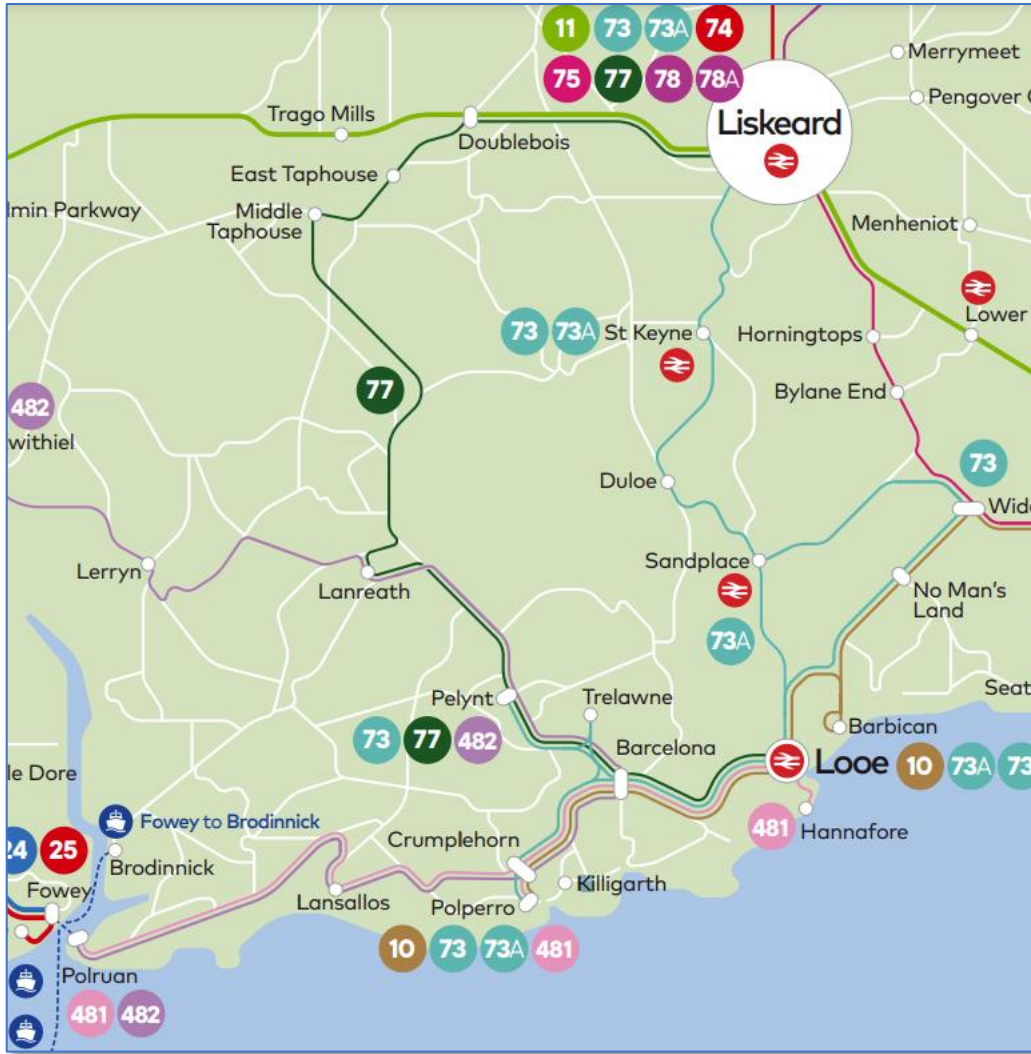 11 73 73A 74
Merrymeet
75 77 78 78A
Pengover
Trago Mills
Liskeard
Doublebois
East Taphouse
lmin Parkway
Middle
Taphouse
Menheniot
73 73A St Keyne
Lower
Horningtops
77
Bylane End
482
withiel
73
Duloe
Wide
Sandplace
Lerryn
Lanreath
No Man's
Land
73A
Pelynt
Trelawne
Seat
Barbican
73 77 482
Barcelona
le Dore
Looe 10 73A 73
Fowey to Brodinnick
481 Hannafore
24 25
Crumplehorn
Brodinnick
Fowey
Killigarth
Lansallos
Polperro
10 73 73A 481
Polruan
481 482